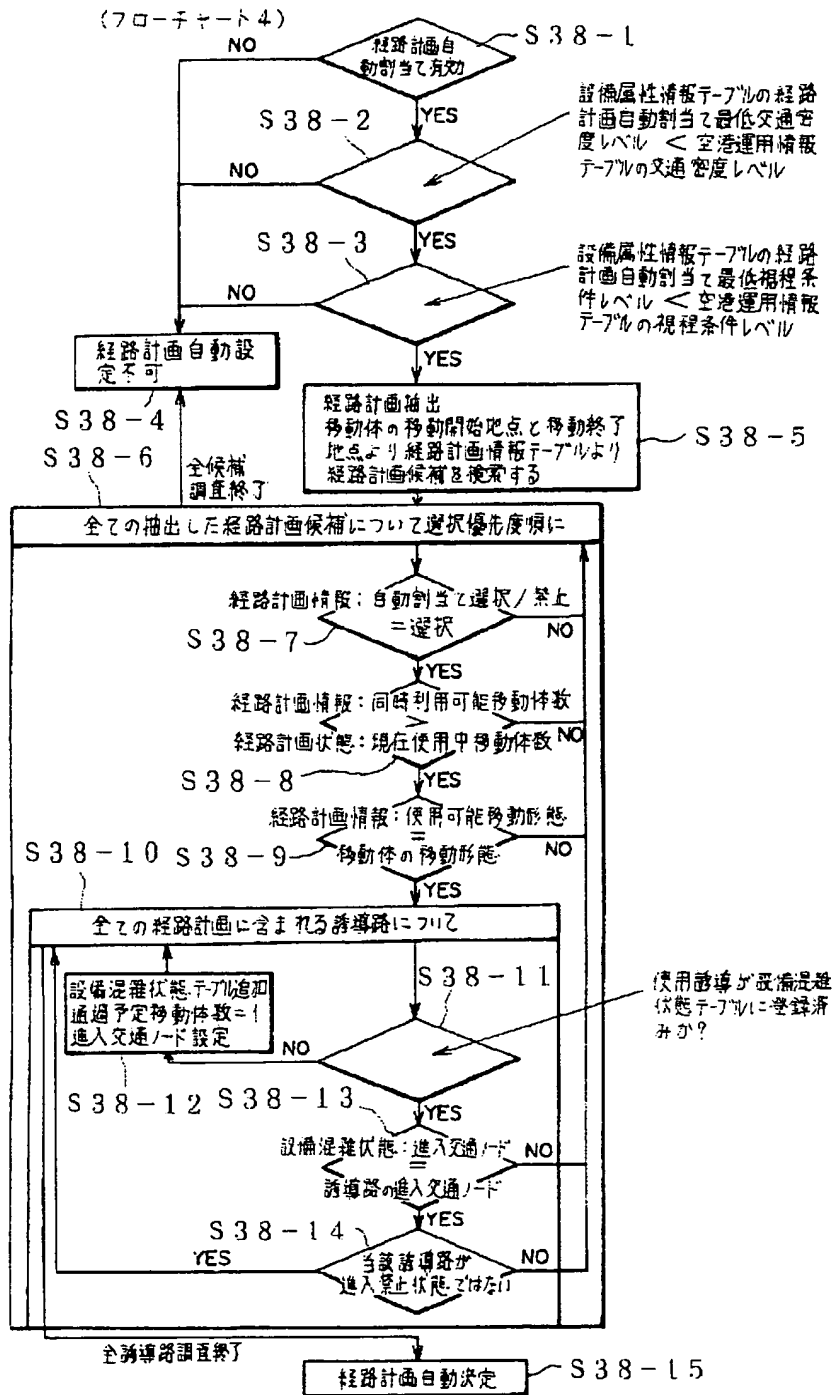 (フローチャート4)
NO
経路計画自
動割当て有効
S38-1
YES
設備属性情報テーブルの経路
計画自動割当て最低交通密
度レベル < 空港運用情報
テーブルの交通密度レベル
S38-2
NO
YES
S38-3
設備属性情報テーブルの経路
計画自動割当て最低視程条
件レベル < 空港運用情報
テーブルの視程条件レベル
NO
YES
経路計画自動設
定不可
S38-4
経路計画抽出
移動体の移動開始地点と移動終了
地点より経路計画情報テーブルより
経路計画候補を検索する
S38-5
S38-6
全候補
調査終了
全ての抽出した経路計画候補について選択優先度順に
経路計画情報:自動割当て選択/禁止
=選択
NO
S38-7
YES
経路計画情報:同時利用可能移動体数
>
NO
経路計画状態:現在使用中移動体数
S38-8
YES
経路計画情報:使用可能移動形態
=
NO
移動体の移動形態
S38-9
S38-10
YES
全ての経路計画に含まれる誘導路について
設備混雑状態テーブル追加
通過予定移動体数=1
進入交通ノード設定
S38-11
使用誘導が設備混雑
状態テーブルに登録済
みか?
NO
S38-12
S38-13
YES
設備混雑状態:進入交通ノード
=
NO
誘導路の進入交通ノード
YES
S38-14
YES
当該誘導路が
進入禁止状態ではない
NO
全誘導路調査終了
経路計画自動決定
S38-15